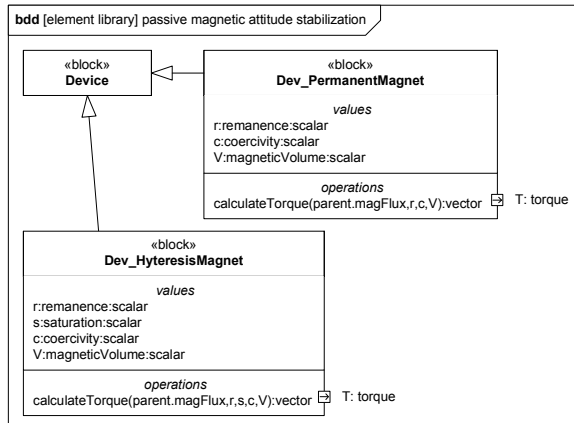 bdd [element library] passive magnetic attitude stabilization
«block»
Device
«block»
Dev_PermanentMagnet
values
r:remanence:scalar
c:coercivity:scalar
V:magneticVolume:scalar
operations
calculateTorque(parent.magFlux,r,c,V):vector
T: torque
«block»
Dev_HyteresisMagnet
values
r:remanence:scalar
s:saturation:scalar
c:coercivity:scalar
V:magneticVolume:scalar
operations
calculateTorque(parent.magFlux,r,s,c,V):vector
T: torque